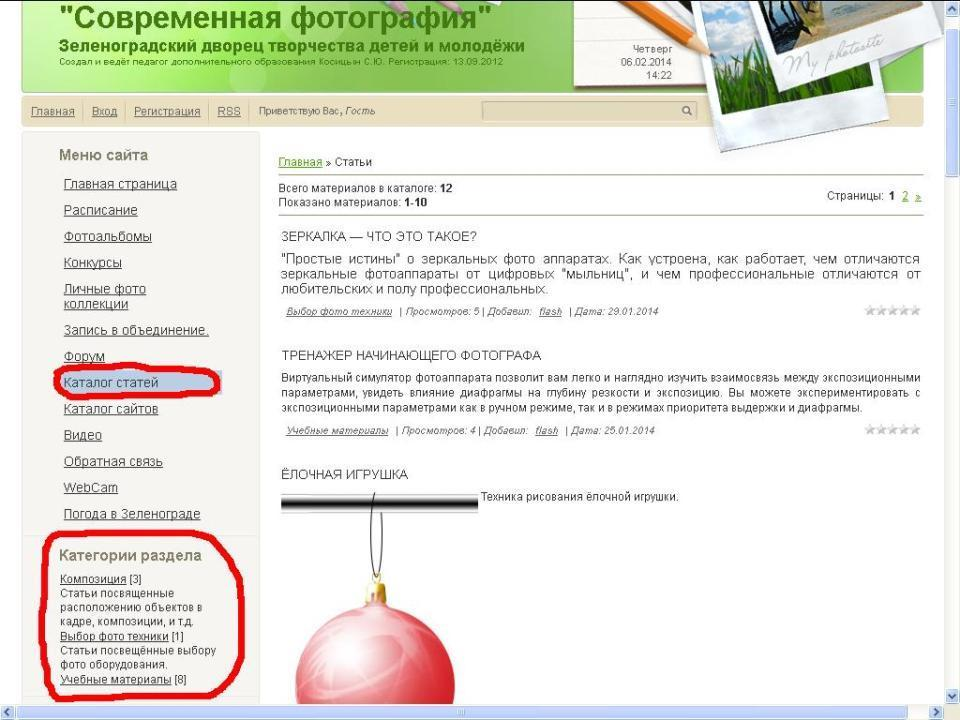 "Современная фотография"
Зеленоградский дворец творчества детей и молодёжи
Создал и ведёт педагог дополнительного образования Косицын С.Ю. Регистрация: 13.09.2012
Четверг
06.02.2014
14:22
My photosite
Главная Вход Регистрация RSS Приветствую Вас, Гость
Меню сайта
Главная страница
Расписание
Фотоальбомы
Конкурсы
Личные фото
коллекции
Запись в объединение.
Форум
Каталог статей
Каталог сайтов
Видео
Обратная связь
WebCam
Погода в Зеленограде
Категории раздела
Композиция [3]
Статьи посвященные
расположению объектов в
кадре, композиции, и т.д.
Выбор фото техники [1]
Статьи посвещённые выбору
фото оборудования.
Учебные материалы [8]
Главная » Статьи
Всего материалов в каталоге: 12
Показано материалов: 1-10
Страницы: 1 2 »
ЗЕРКАЛКА — ЧТО ЭТО ТАКОЕ?
"Простые истины" о зеркальных фото аппаратах. Как устроена, как работает, чем отличаются
зеркальные фотоаппараты от цифровых "мыльниц", и чем профессиональные отличаются от
любительских и полу профессиональных.
Выбор фото техники | Просмотров: 5 | Добавил: flash | Дата: 29.01.2014
ТРЕНАЖЕР НАЧИНАЮЩЕГО ФОТОГРАФА
Виртуальный симулятор фотоаппарата позволит вам легко и наглядно изучить взаимосвязь между экспозиционными
параметрами, увидеть влияние диафрагмы на глубину резкости и экспозицию. Вы можете экспериментировать с
экспозиционными параметрами как в ручном режиме, так и в режимах приоритета выдержки и диафрагмы.
Учебные материалы | Просмотров: 4 | Добавил: flash | Дата: 25.01.2014
ЁЛОЧНАЯ ИГРУШКА
Техника рисования ёлочной игрушки.